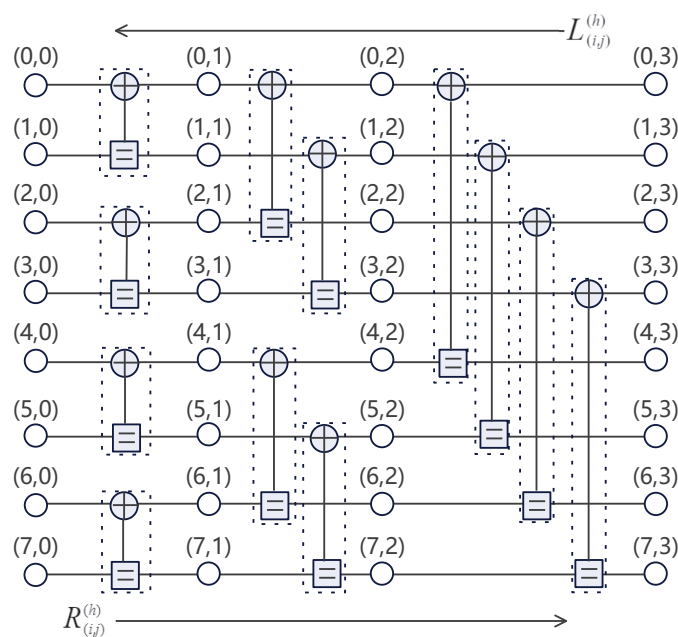 L_{(i,j)}^{(h)}
(0,0) (0,1) (0,2) (0,3)
(1,0) (1,1) (1,2) (1,3)
(2,0) (2,1) (2,2) (2,3)
(3,0) (3,1) (3,2) (3,3)
(4,0) (4,1) (4,2) (4,3)
(5,0) (5,1) (5,2) (5,3)
(6,0) (6,1) (6,2) (6,3)
(7,0) (7,1) (7,2) (7,3)
R_{(i,j)}^{(h)}